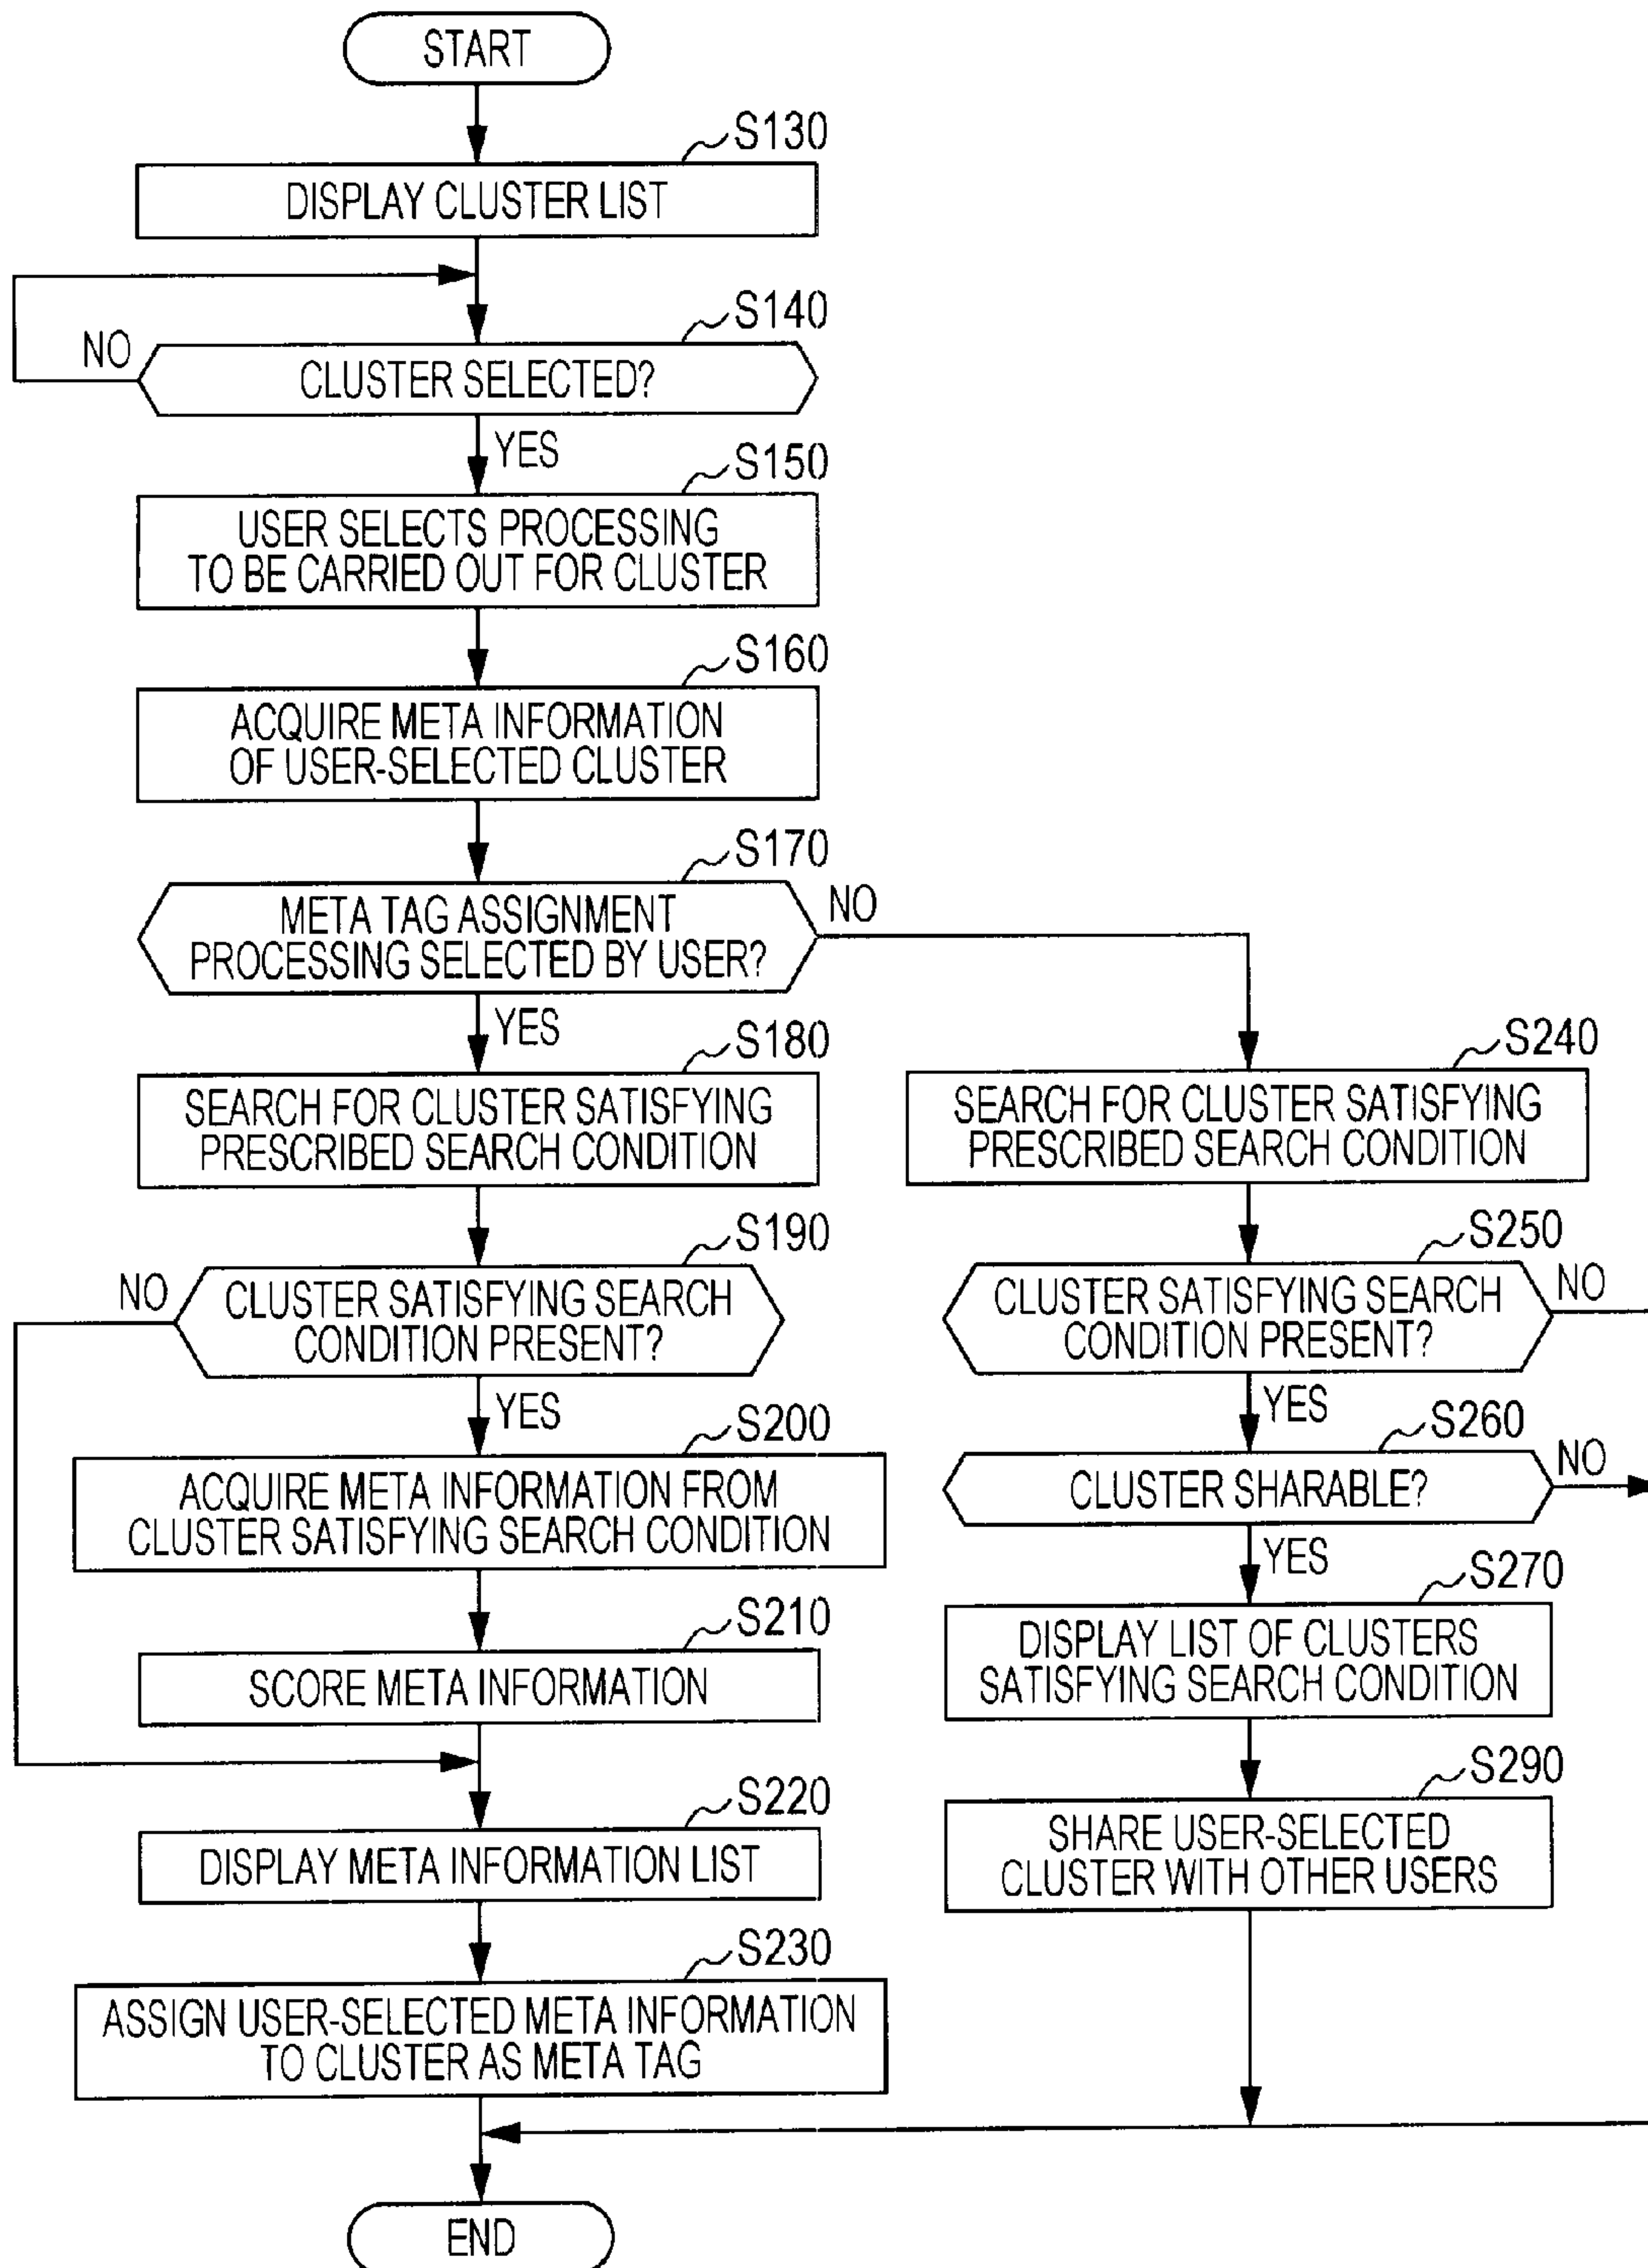 START
S130
DISPLAY CLUSTER LIST
S140
NO
CLUSTER SELECTED?
YES
S150
USER SELECTS PROCESSING
TO BE CARRIED OUT FOR CLUSTER
S160
ACQUIRE META INFORMATION
OF USER-SELECTED CLUSTER
S170
META TAG ASSIGNMENT
PROCESSING SELECTED BY USER?
NO
YES
S180
SEARCH FOR CLUSTER SATISFYING
PRESCRIBED SEARCH CONDITION
S190
NO
CLUSTER SATISFYING SEARCH
CONDITION PRESENT?
YES
S200
ACQUIRE META INFORMATION FROM
CLUSTER SATISFYING SEARCH CONDITION
S210
SCORE META INFORMATION
S220
DISPLAY META INFORMATION LIST
S230
ASSIGN USER-SELECTED META INFORMATION
TO CLUSTER AS META TAG
S240
SEARCH FOR CLUSTER SATISFYING
PRESCRIBED SEARCH CONDITION
S250
CLUSTER SATISFYING SEARCH
CONDITION PRESENT?
NO
YES
S260
CLUSTER SHARABLE?
NO
YES
S270
DISPLAY LIST OF CLUSTERS
SATISFYING SEARCH CONDITION
S290
SHARE USER-SELECTED
CLUSTER WITH OTHER USERS
END